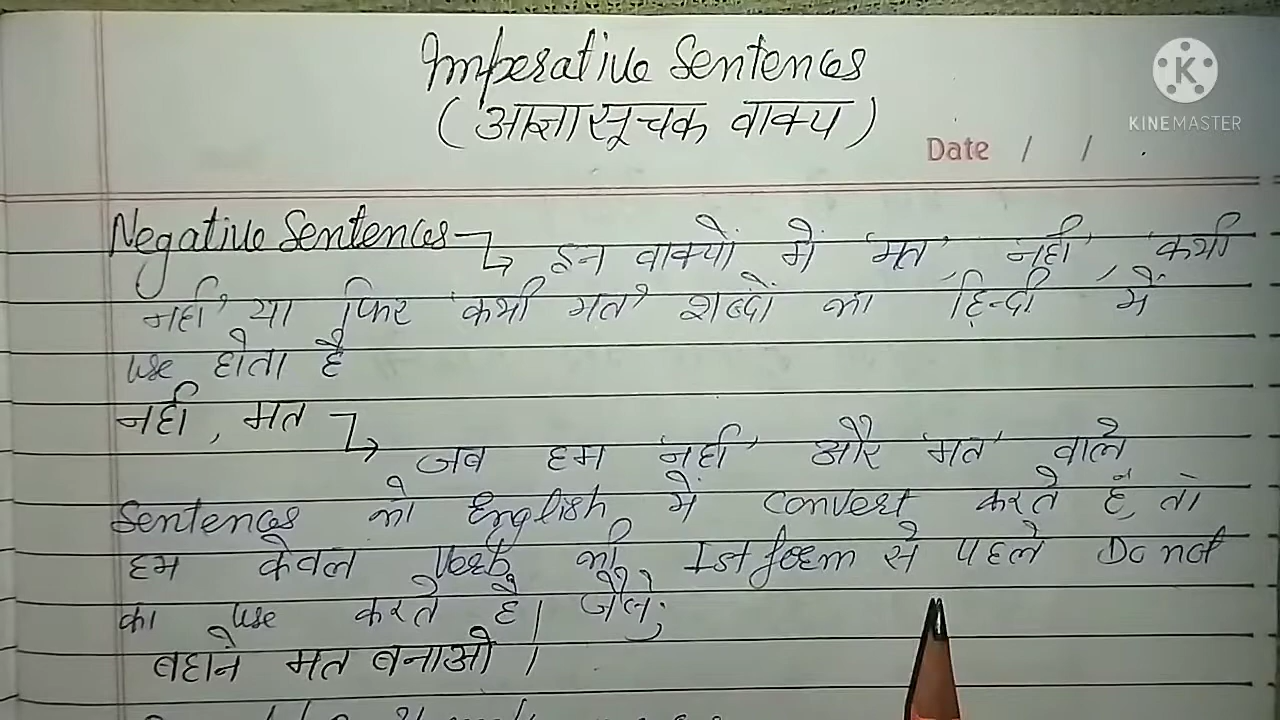 Imperative Sentences
(आज्ञासूचक वाक्य)
K
KINEMASTER
Date / /
Negative Sentences → इन वाक्यों में 'मत' 'नहीं', 'कभी
नहीं' या फिर 'कभी मत' शब्दों का हिन्दी में
use होता है
नहीं, मत →
जब हम 'नहीं' और 'मत' वाले
Sentences को English में Convert करते हैं, तो
हम केवल Verb की Ist form से पहले Do not
का use करते है। जैसे:
बहाने मत बनाओ।